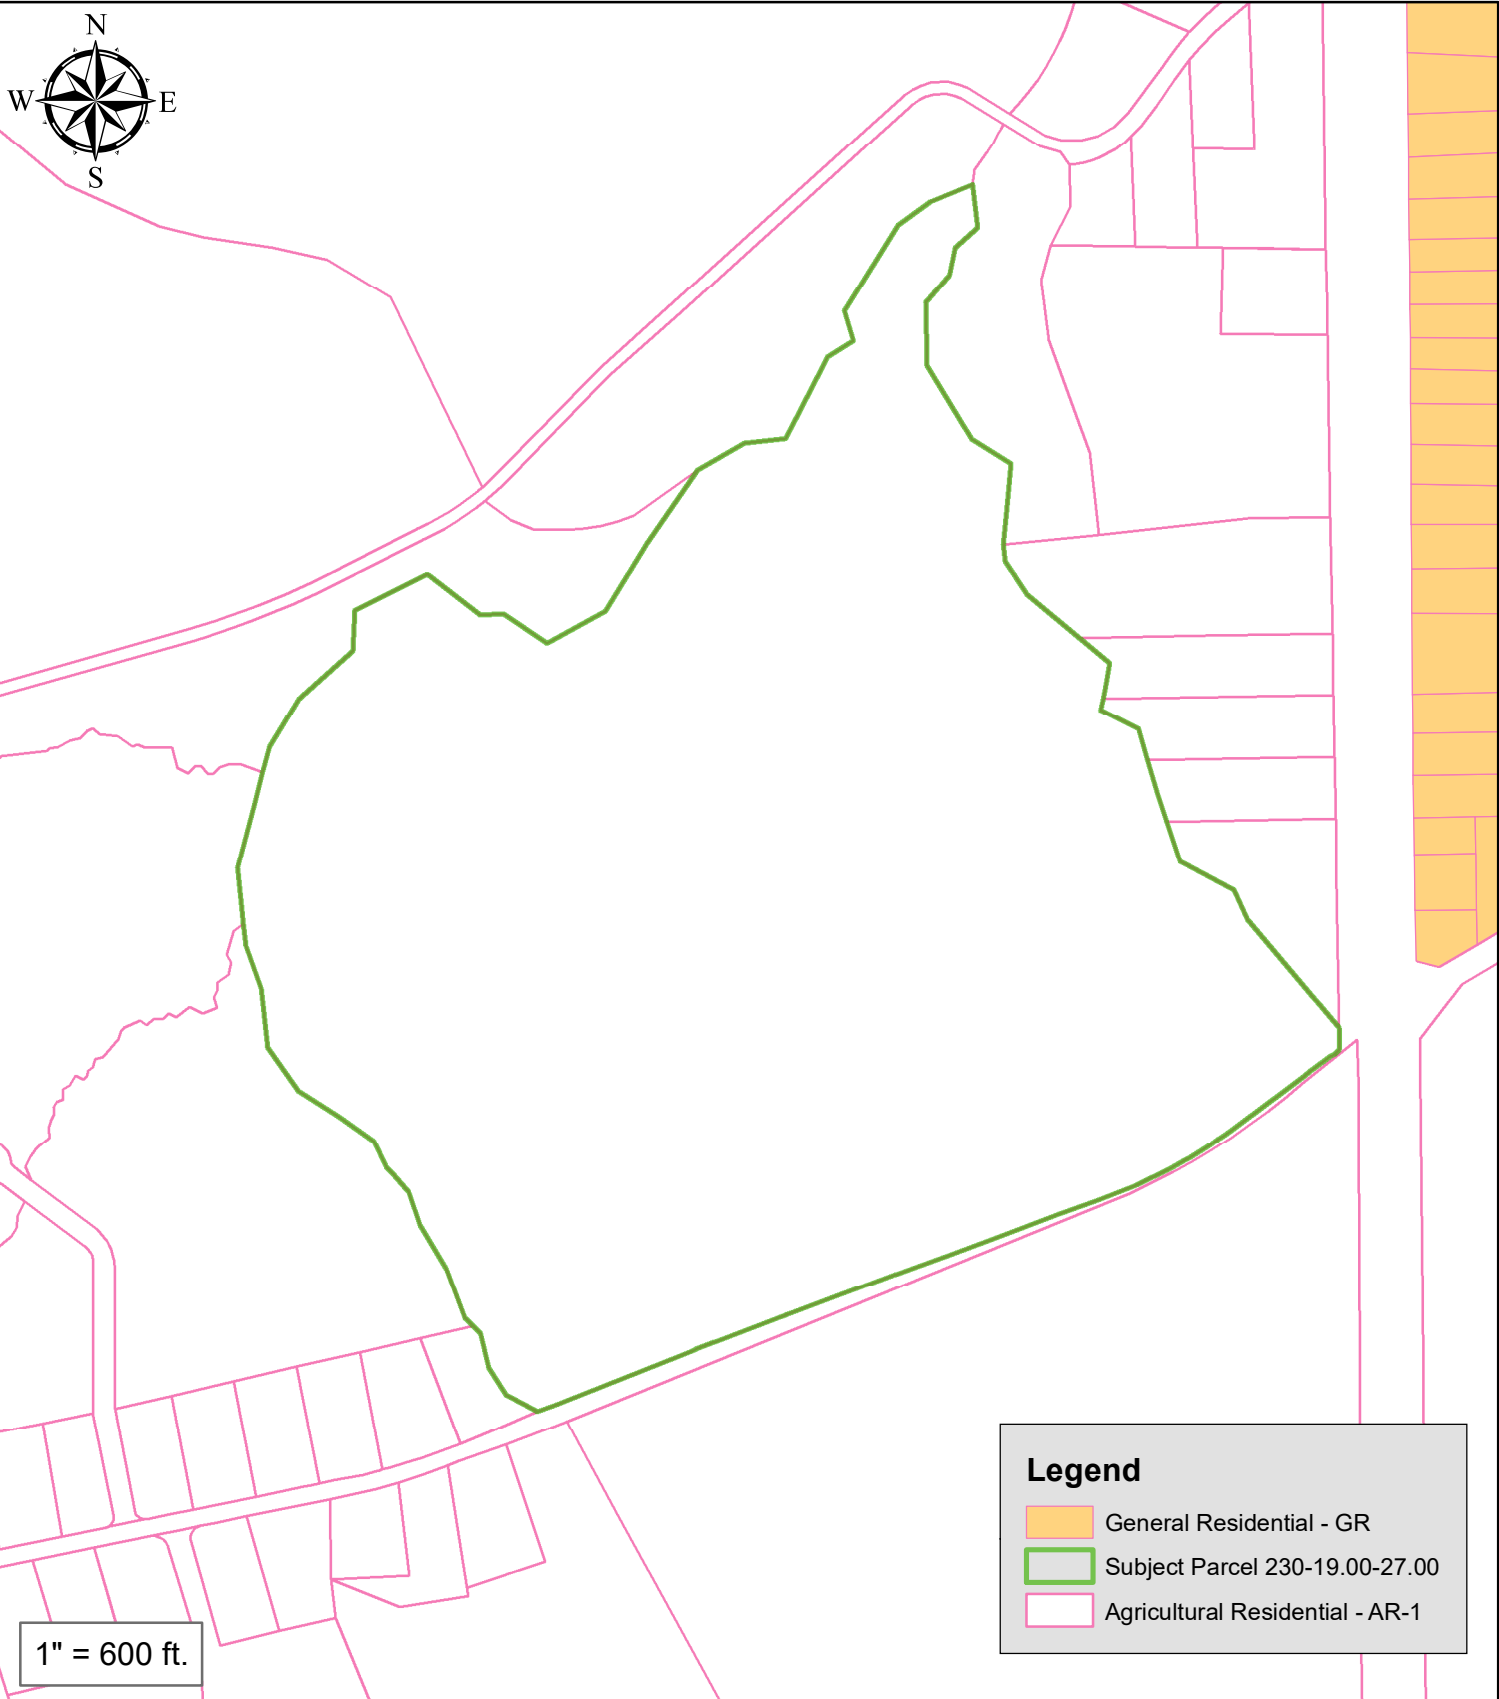 N
W E
S
Legend
General Residential - GR
Subject Parcel 230-19.00-27.00
Agricultural Residential - AR-1
1" = 600 ft.